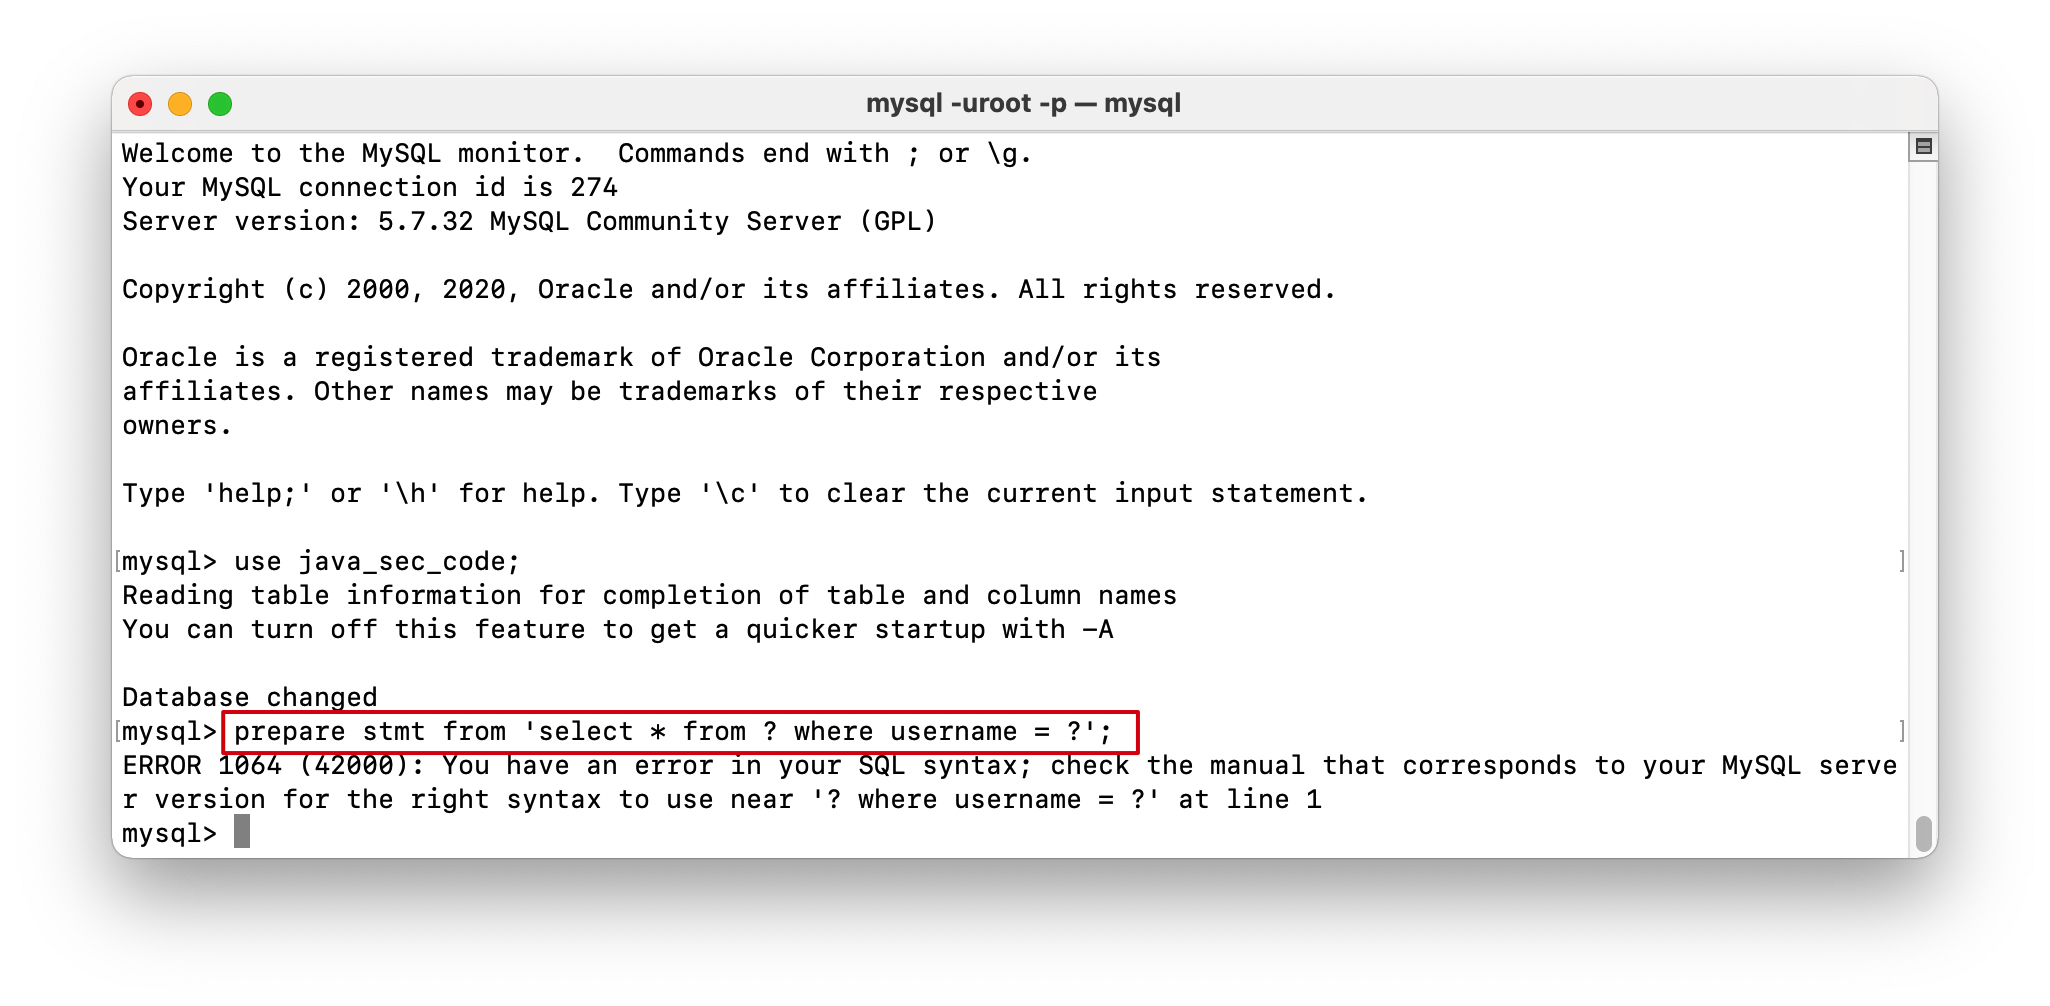 mysql -uroot -p — mysql
Welcome to the MySQL monitor.  Commands end with ; or \g.
Your MySQL connection id is 274
Server version: 5.7.32 MySQL Community Server (GPL)
Copyright (c) 2000, 2020, Oracle and/or its affiliates. All rights reserved.
Oracle is a registered trademark of Oracle Corporation and/or its
affiliates. Other names may be trademarks of their respective
owners.
Type 'help;' or '\h' for help. Type '\c' to clear the current input statement.
[mysql> use java_sec_code; ]
Reading table information for completion of table and column names
You can turn off this feature to get a quicker startup with -A
Database changed
[mysql> prepare stmt from 'select * from ? where username = ?'; ]
ERROR 1064 (42000): You have an error in your SQL syntax; check the manual that corresponds to your MySQL serve
r version for the right syntax to use near '? where username = ?' at line 1
mysql>